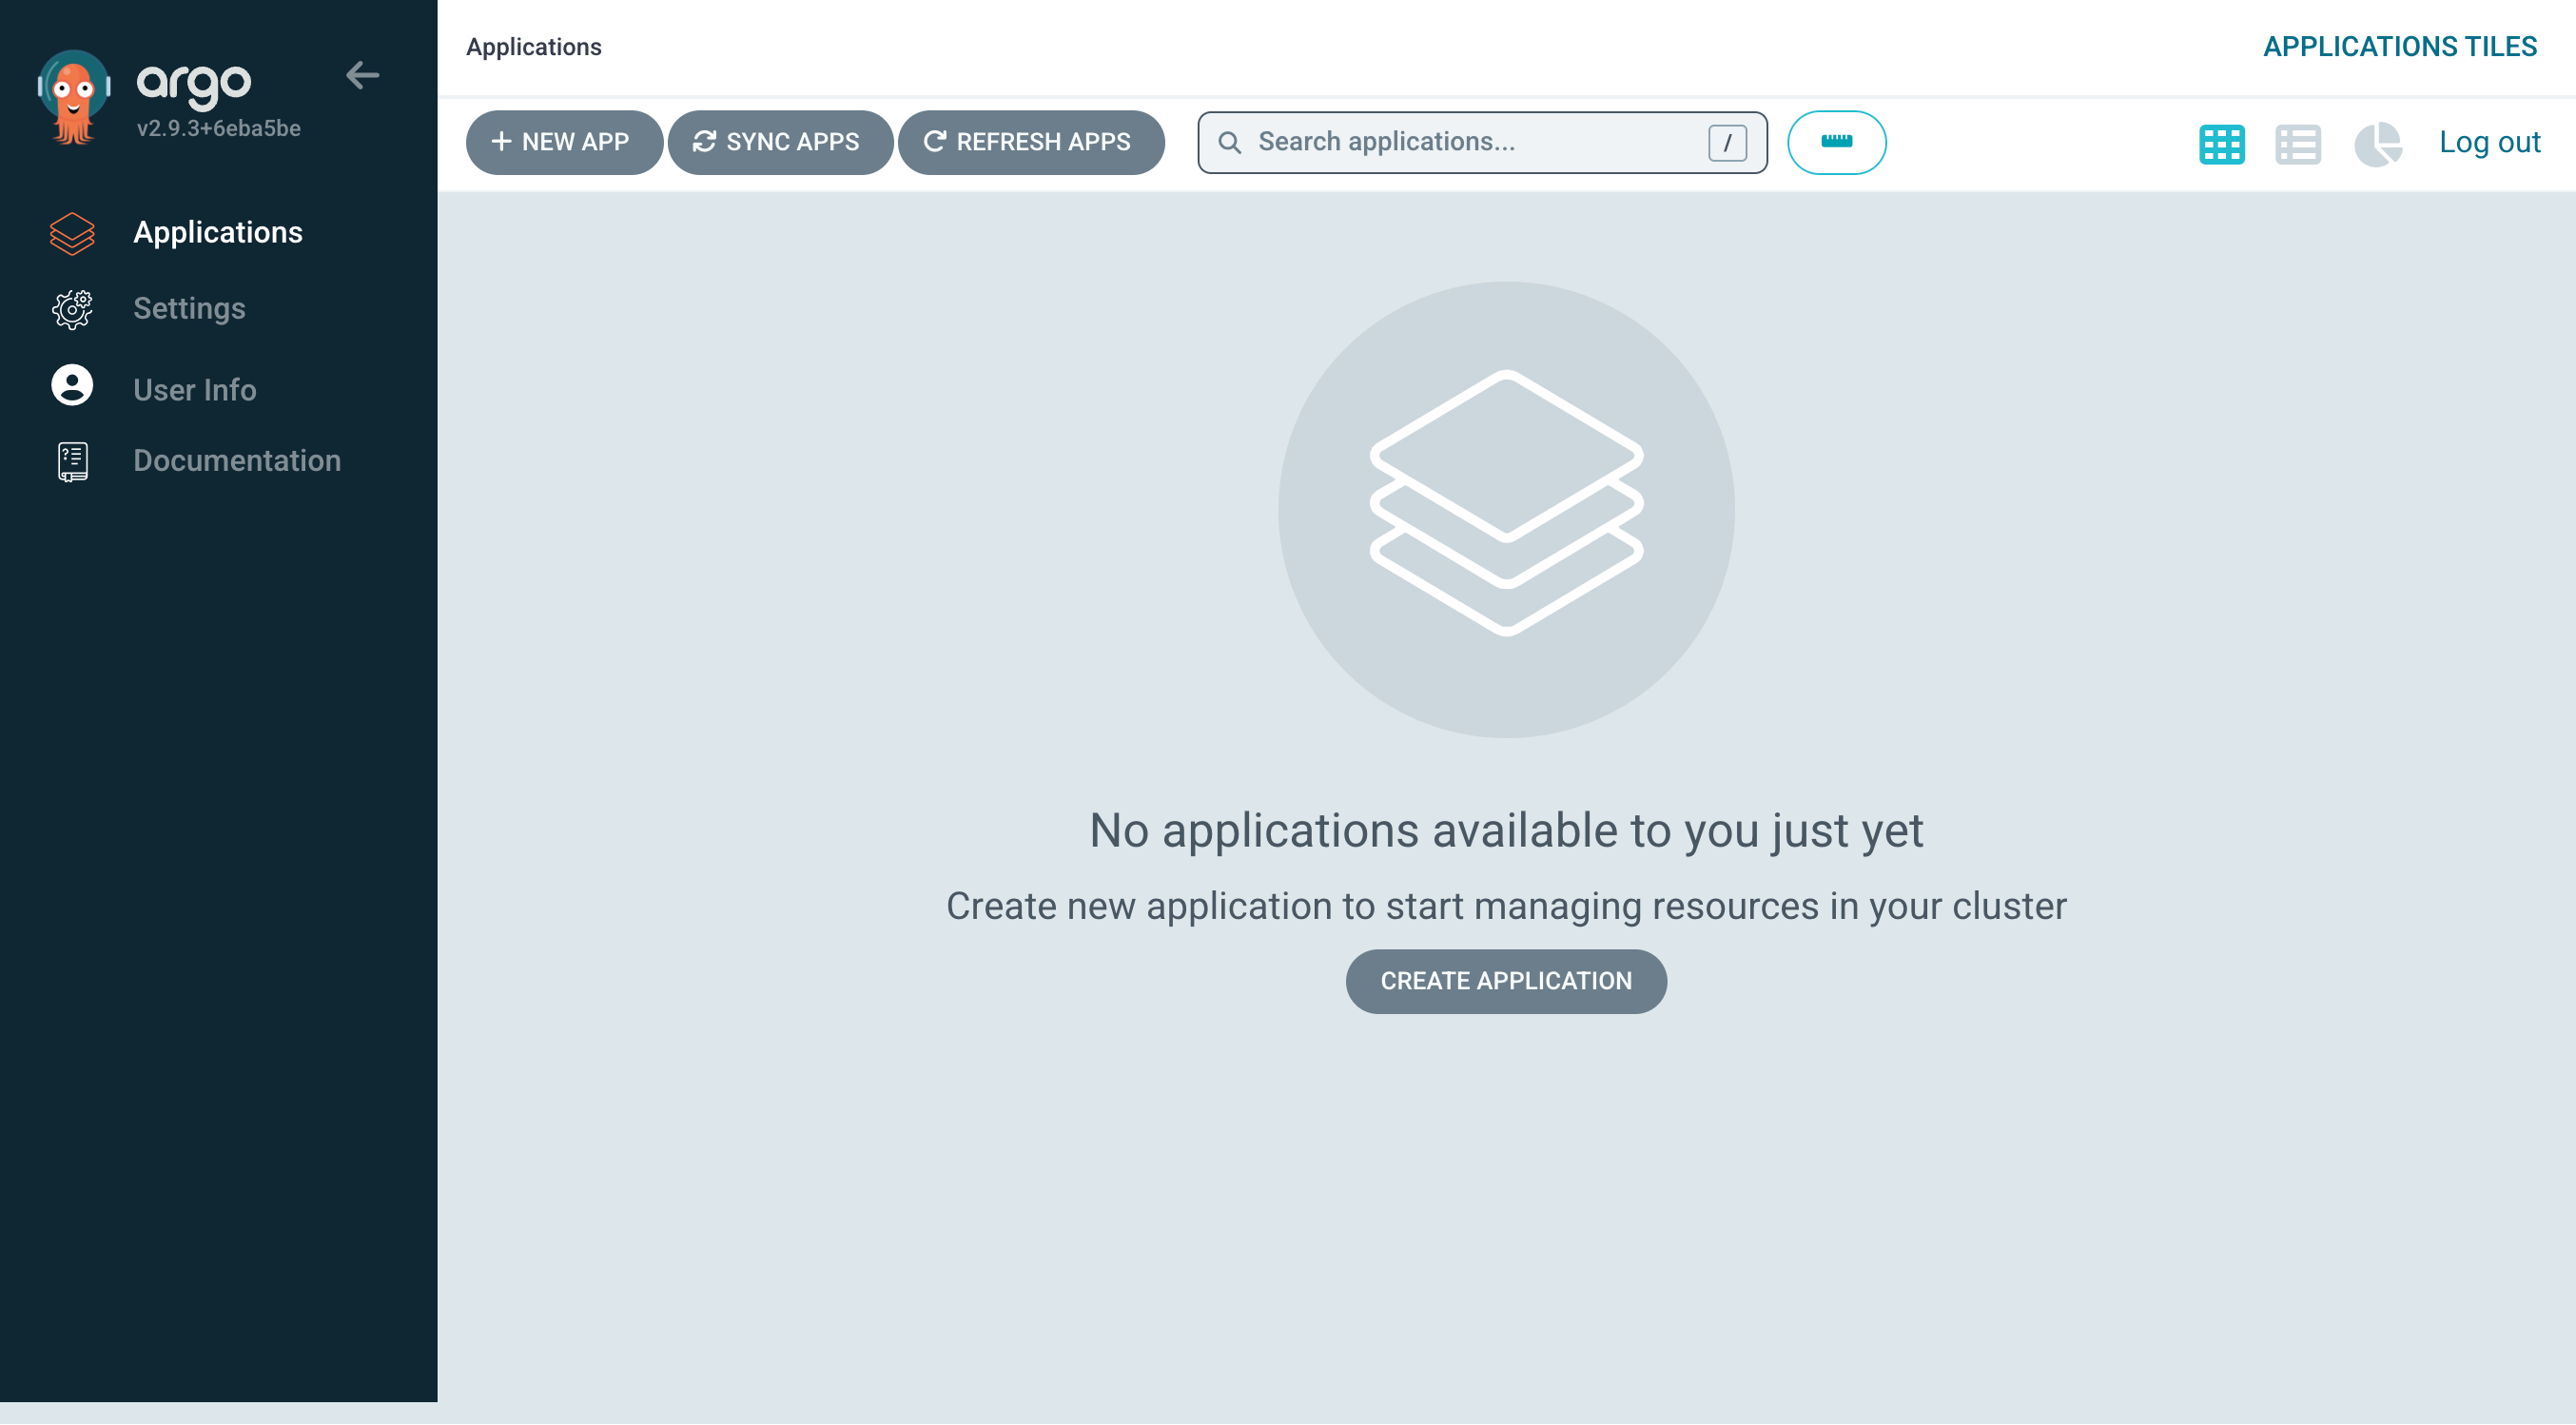 argo
v2.9.3+6eba5be
Applications
Settings
User Info
Documentation
Applications
APPLICATIONS TILES
NEW APP
SYNC APPS
REFRESH APPS
Search applications...
/
Log out
No applications available to you just yet
Create new application to start managing resources in your cluster
CREATE APPLICATION